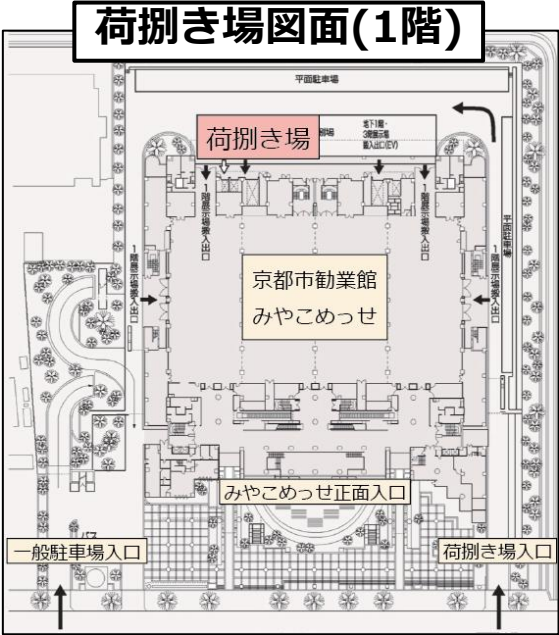 荷捌き場図面(1階)
平面駐車場
荷捌き場
地下1階・
3階展示場
搬入出口(EV)
1階展示場搬入出口
1階展示場搬入出口
平面駐車場
1階展示場搬入出口
1階展示場搬入出口
京都市勧業館
みやこめっせ
みやこめっせ正面入口
バス
一般駐車場入口
荷捌き場入口